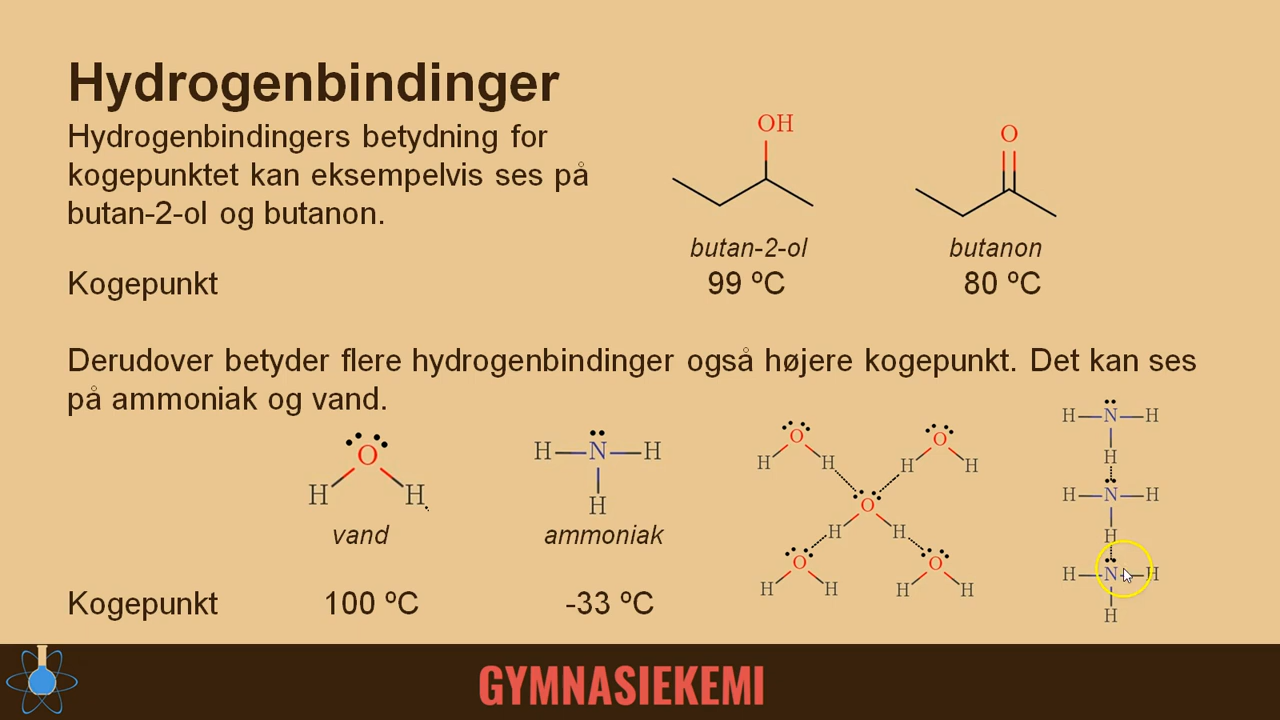 Hydrogenbindinger
Hydrogenbindingers betydning for
kogepunktet kan eksempelvis ses på
butan-2-ol og butanon.
OH
O
butan-2-ol butanon
Kogepunkt 99 ºC 80 ºC
Derudover betyder flere hydrogenbindinger også højere kogepunkt. Det kan ses
på ammoniak og vand.
O
H H
vand
H N H
H
ammoniak
O O
H H H H
O
H H
O O
H H H H
H N H
H
H N H
H
H N H
H
Kogepunkt 100 ºC -33 ºC
GYMNASIEKEMI